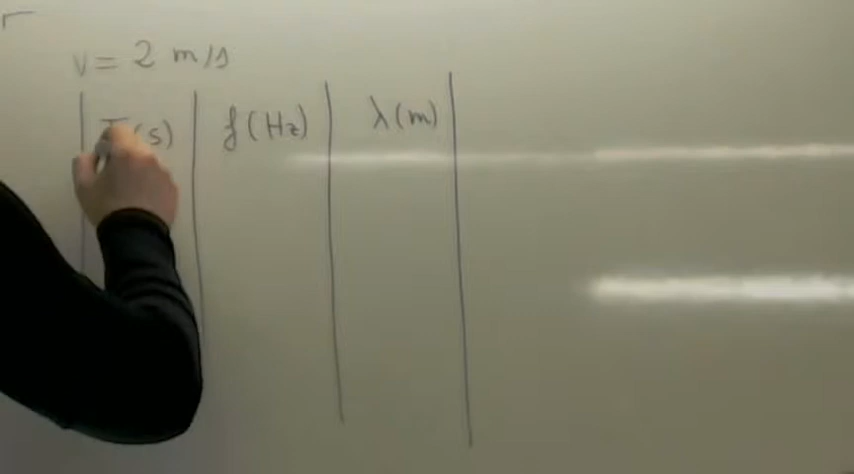 v = 2 m/s
T(s) f(Hz) λ(m)